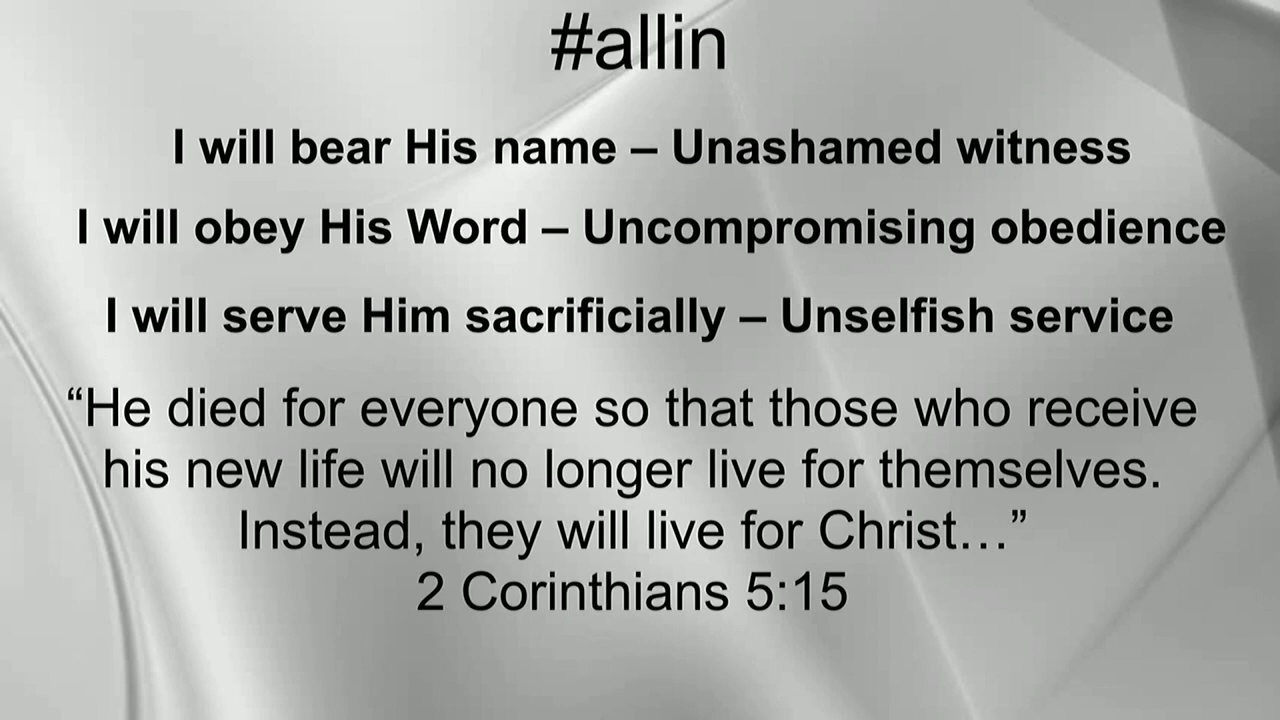 #allin
I will bear His name – Unashamed witness
I will obey His Word – Uncompromising obedience
I will serve Him sacrificially – Unselfish service
“He died for everyone so that those who receive
his new life will no longer live for themselves.
Instead, they will live for Christ…”
2 Corinthians 5:15